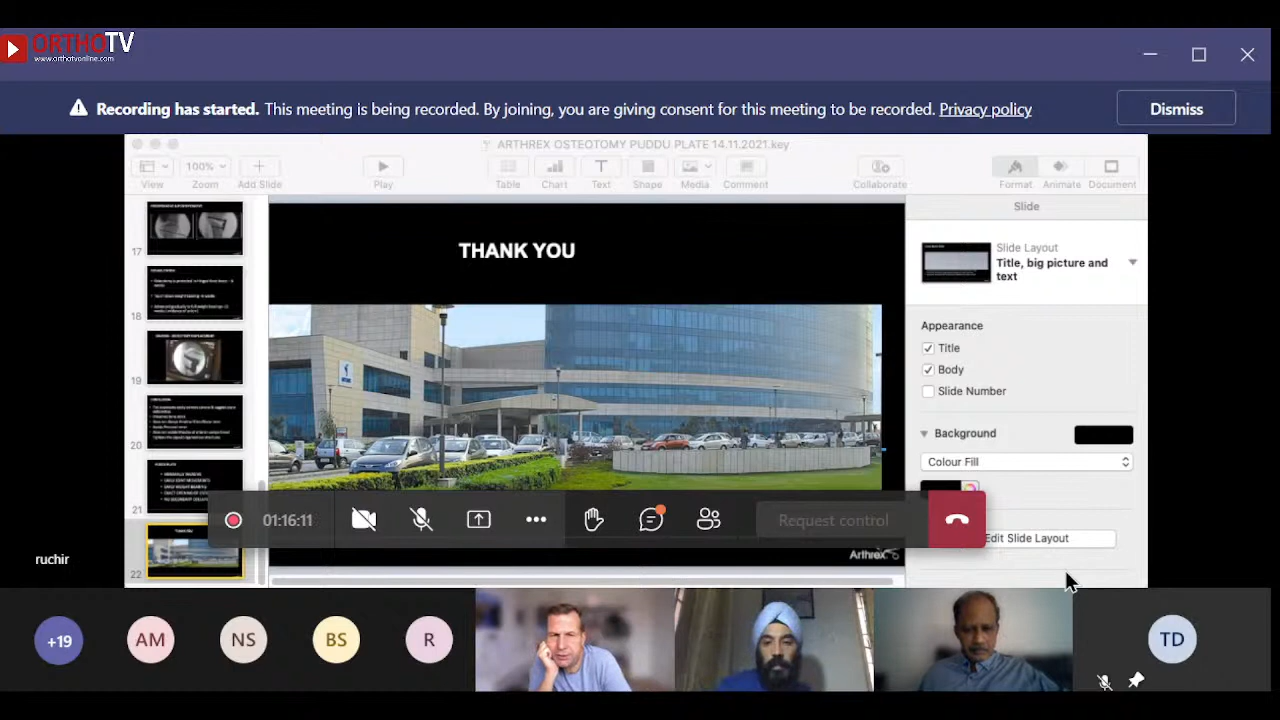 ORTHOTV
www.orthotvonline.com
Recording has started. This meeting is being recorded. By joining, you are giving consent for this meeting to be recorded. Privacy policy
Dismiss
ARTHREX OSTEOTOMY PUDDU PLATE 14.11.2021.key
100%
View Zoom Add Slide Play Table Chart Text Shape Media Comment Collaborate Format Animate Document
Slide
17
18
19
20
21
22
THANK YOU
Arthrex
Slide Layout
Title, big picture and
text
Appearance
Title
Body
Slide Number
Background
Colour Fill
Edit Slide Layout
01:16:11
Request control
ruchir
+19
AM
NS
BS
R
TD